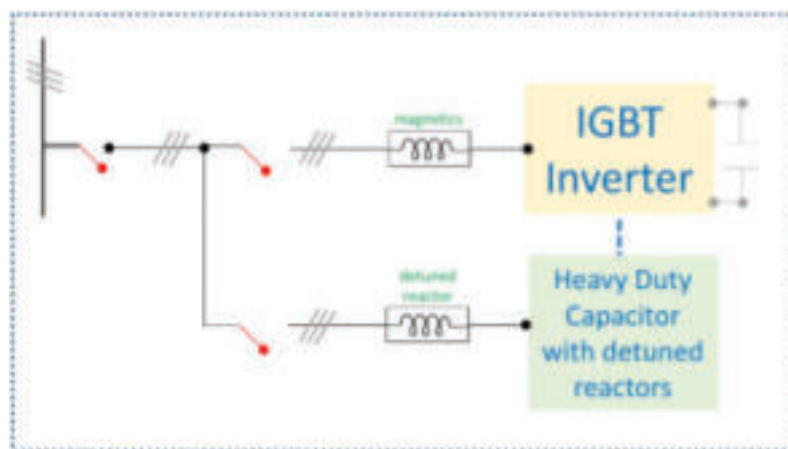 magnetics
IGBT
Inverter
detuned
reactor
Heavy Duty
Capacitor
with detuned
reactors